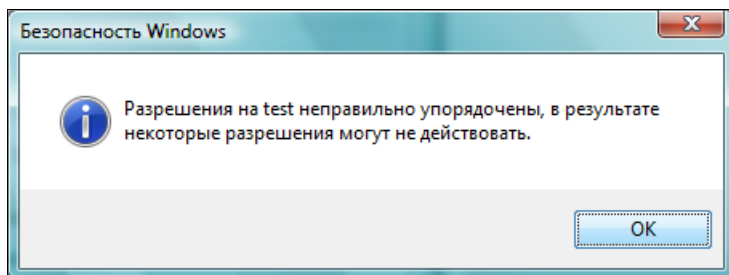 Безопасность Windows
Разрешения на test неправильно упорядочены, в результате
некоторые разрешения могут не действовать.
OK